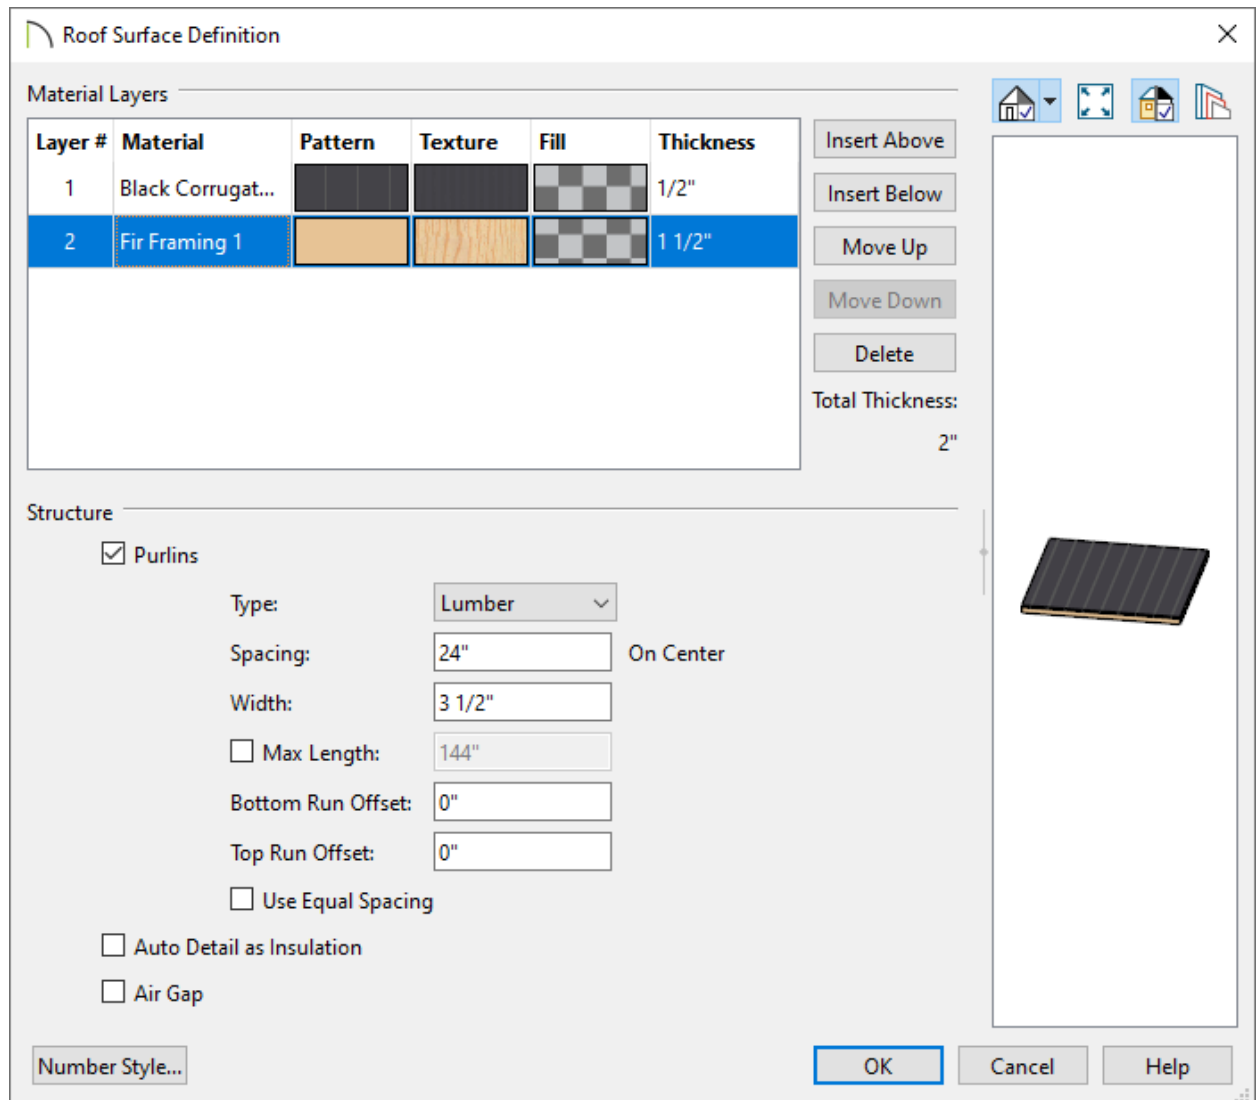 Roof Surface Definition
Material Layers
Layer # Material Pattern Texture Fill Thickness
1 Black Corrugat... 1/2"
2 Fir Framing 1 1 1/2"
Insert Above
Insert Below
Move Up
Move Down
Delete
Total Thickness:
2"
Structure
Purlins
Type: Lumber
Spacing: 24" On Center
Width: 3 1/2"
Max Length: 144"
Bottom Run Offset: 0"
Top Run Offset: 0"
Use Equal Spacing
Auto Detail as Insulation
Air Gap
Number Style... OK Cancel Help